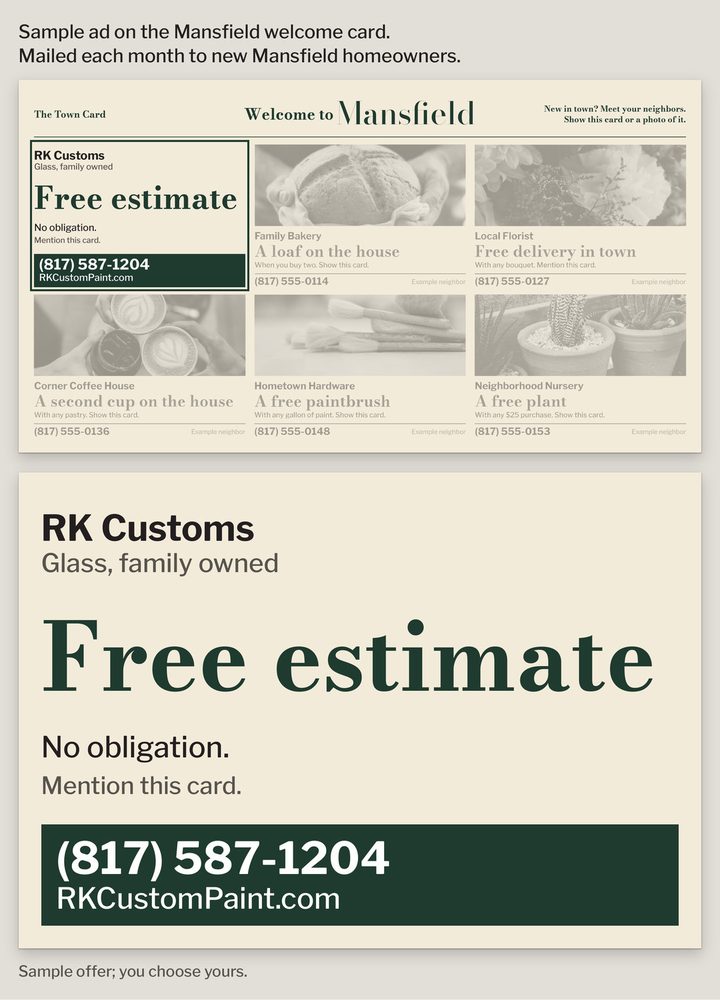 Sample ad on the Mansfield welcome card.
Mailed each month to new Mansfield homeowners.
The Town Card
Welcome to Mansfield
New in town? Meet your neighbors.
Show this card or a photo of it.
RK Customs
Glass, family owned
Free estimate
No obligation.
Mention this card.
(817) 587-1204
RKCustomPaint.com
Family Bakery
A loaf on the house
When you buy two. Show this card.
(817) 555-0114 Example neighbor
Local Florist
Free delivery in town
With any bouquet. Mention this card.
(817) 555-0127 Example neighbor
Corner Coffee House
A second cup on the house
With any pastry. Show this card.
(817) 555-0136 Example neighbor
Hometown Hardware
A free paintbrush
With any gallon of paint. Show this card.
(817) 555-0148 Example neighbor
Neighborhood Nursery
A free plant
With any $25 purchase. Show this card.
(817) 555-0153 Example neighbor
RK Customs
Glass, family owned
Free estimate
No obligation.
Mention this card.
(817) 587-1204
RKCustomPaint.com
Sample offer; you choose yours.